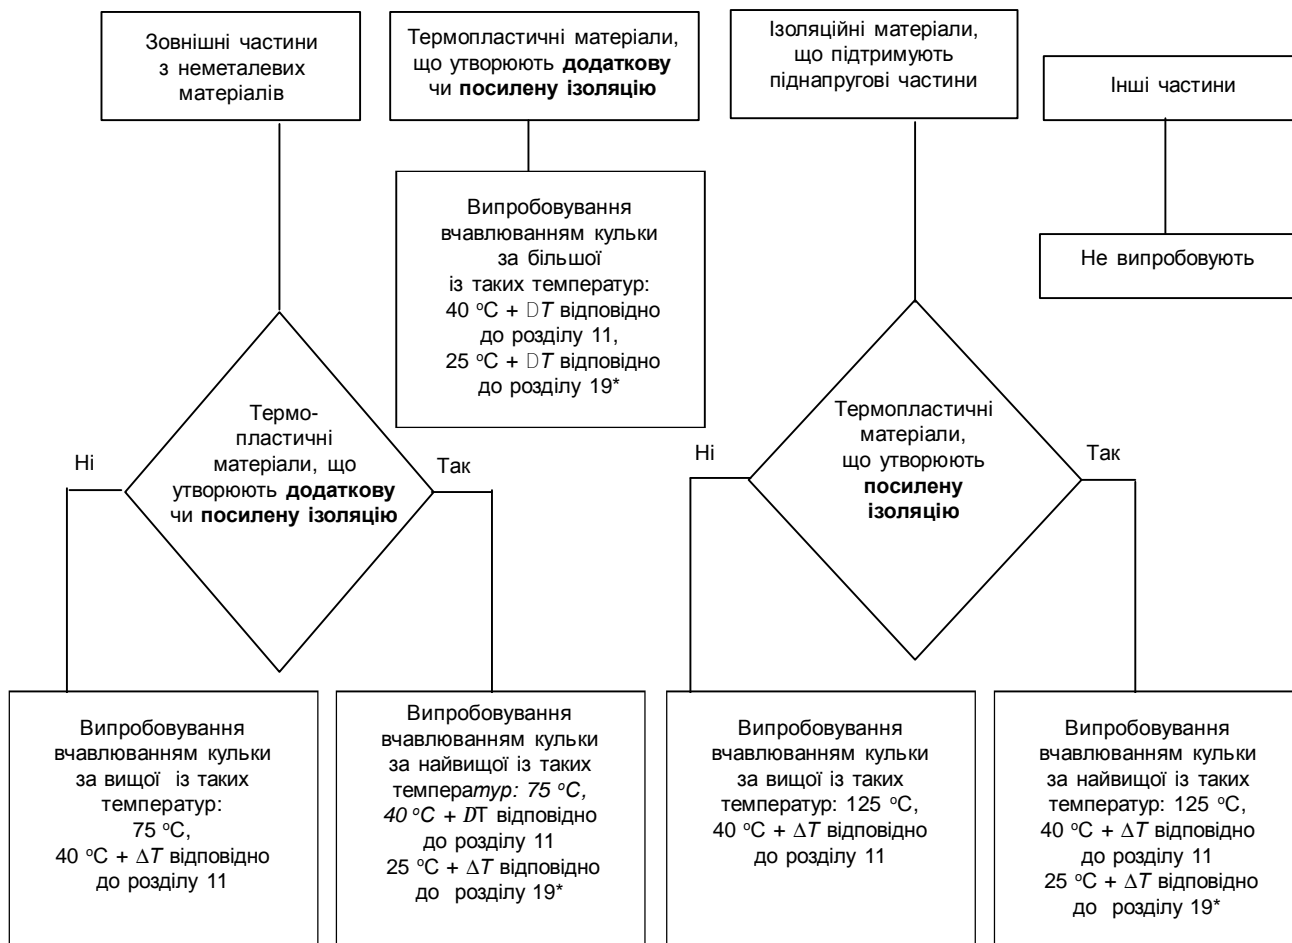 Зовнішні частини
з неметалевих
матеріалів
Термопластичні матеріали,
що утворюють додаткову
чи посилену ізоляцію
Ізоляційні матеріали,
що підтримують
піднапругові частини
Інші частини
Випробовування
вчавлюванням кульки
за більшої
із таких температур:
40 °C + DT відповідно
до розділу 11,
25 °C + DT відповідно
до розділу 19*
Не випробовують
Термо-
пластичні
матеріали, що
утворюють додаткову
чи посилену ізоляцію
Ні
Так
Термопластичні
матеріали,
що утворюють
посилену
ізоляцію
Ні
Так
Випробовування
вчавлюванням кульки
за вищої із таких
температур:
75 °C,
40 °C + ΔT відповідно
до розділу 11
Випробовування
вчавлюванням кульки
за найвищої із таких
температур: 75 °C,
40 °C + DT відповідно
до розділу 11
25 °C + ΔT відповідно
до розділу 19*
Випробовування
вчавлюванням кульки
за вищої із таких
температур: 125 °C,
40 °C + ΔT відповідно
до розділу 11
Випробовування
вчавлюванням кульки
за найвищої із таких
температур: 125 °C,
40 °C + ΔT відповідно
до розділу 11
25 °C + ΔT відповідно
до розділу 19*